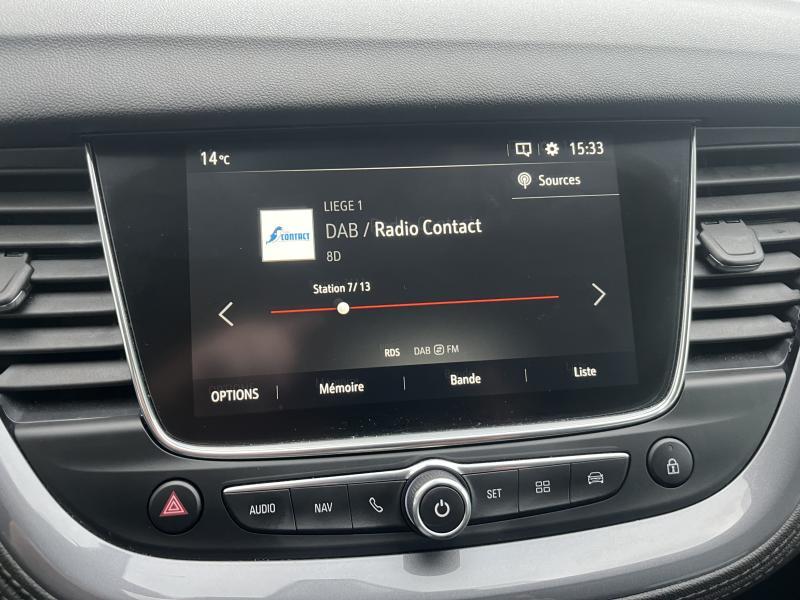 14°C 15:33
Sources
LIEGE 1
CONTACT
DAB / Radio Contact
8D
Station 7/ 13
RDS DAB FM
OPTIONS Mémoire Bande Liste
AUDIO NAV SET